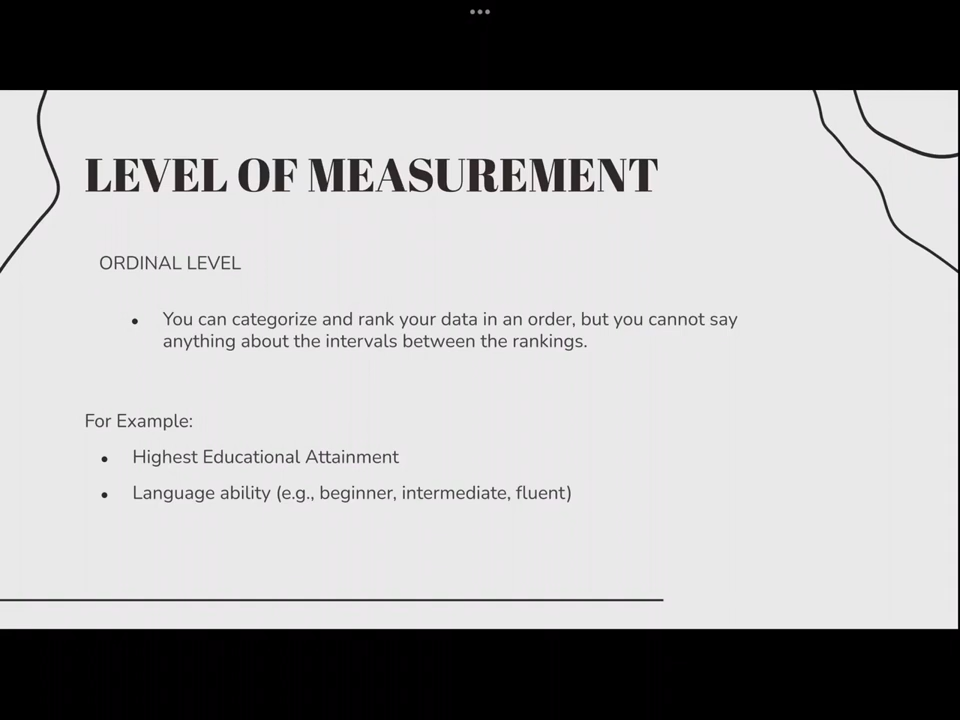 LEVEL OF MEASUREMENT
ORDINAL LEVEL
• You can categorize and rank your data in an order, but you cannot say
anything about the intervals between the rankings.
For Example:
• Highest Educational Attainment
• Language ability (e.g., beginner, intermediate, fluent)